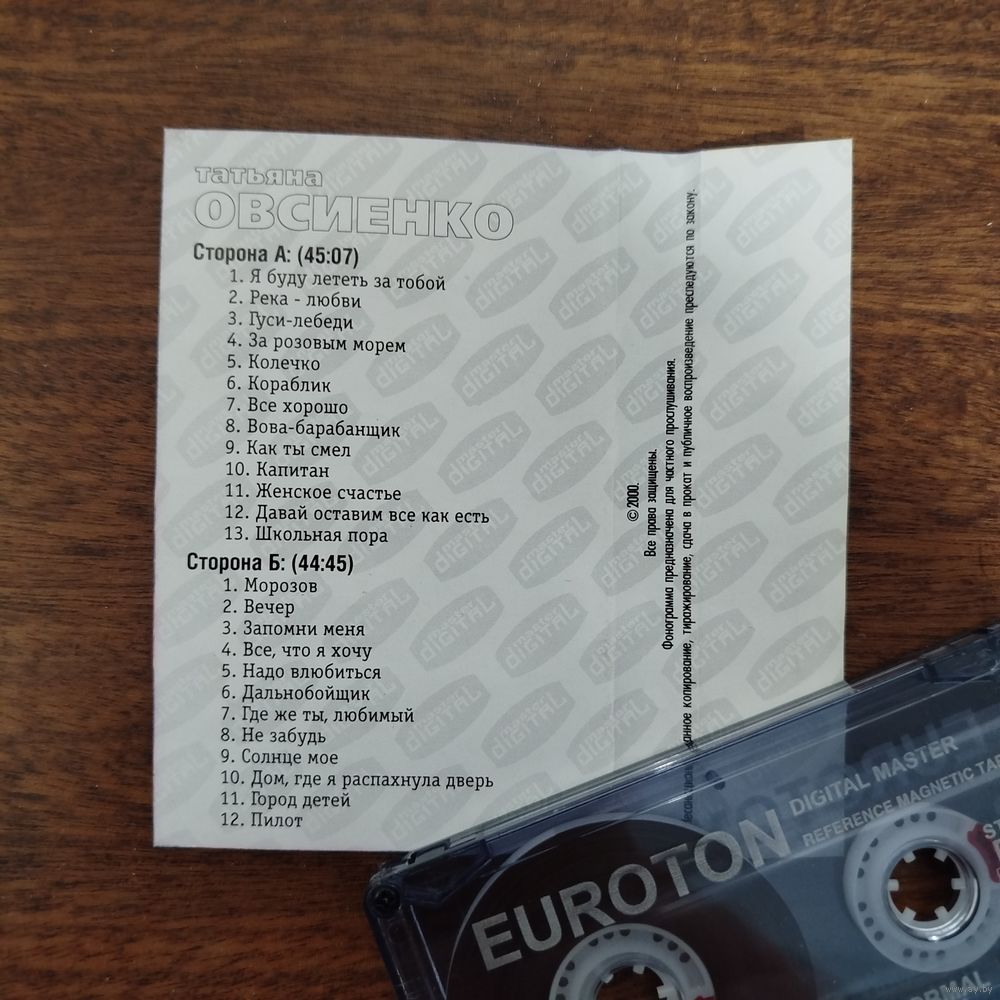 татьяна
ОВСИЕНКО
Сторона А: (45:07)
1. Я буду лететь за тобой
2. Река - любви
3. Гуси-лебеди
4. За розовым морем
5. Колечко
6. Кораблик
7. Все хорошо
8. Вова-барабанщик
9. Как ты смел
10. Капитан
11. Женское счастье
12. Давай оставим все как есть
13. Школьная пора
Сторона Б: (44:45)
1. Морозов
2. Вечер
3. Запомни меня
4. Все, что я хочу
5. Надо влюбиться
6. Дальнобойщик
7. Где же ты, любимый
8. Не забудь
9. Солнце мое
10. Дом, где я распахнула дверь
11. Город детей
12. Пилот
©2000.
Все права защищены.
Фонограмма предназначена для частного прослушивания.
копирование, тиражирование, сдача в прокат и публичное воспроизведение преследуются по закону.
EUROTON
DIGITAL MASTER
REFERENCE MAGNETIC
www.ay.by